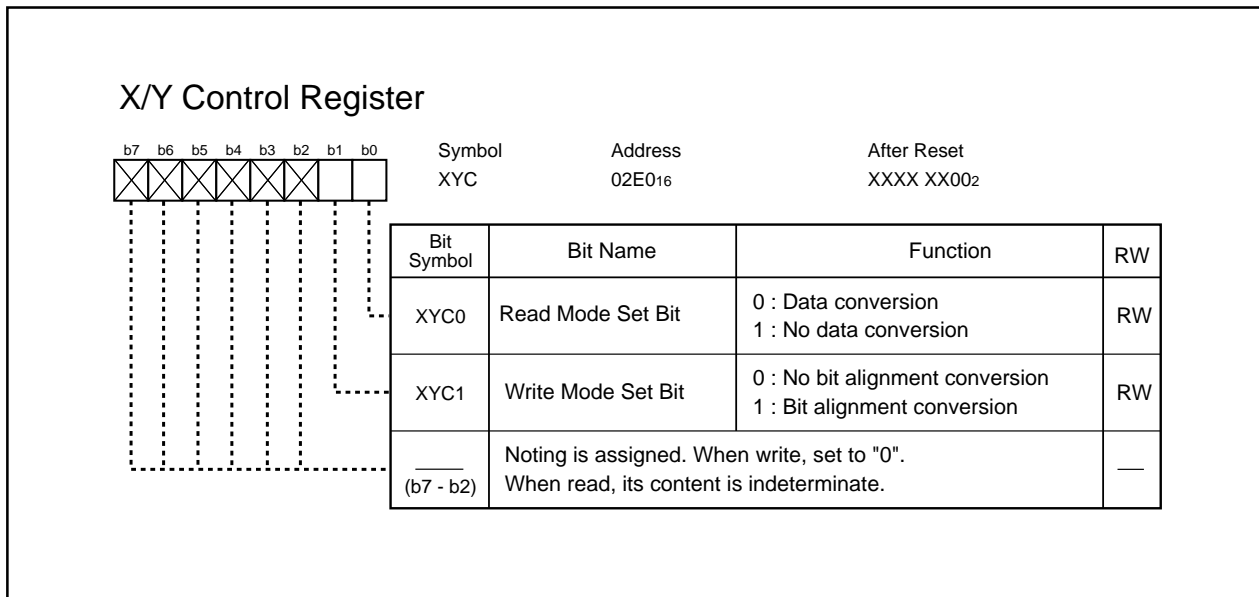 X/Y Control Register
b7 b6 b5 b4 b3 b2 b1 b0
Symbol Address After Reset
XYC 02E016 XXXX XX002
Bit Symbol Bit Name Function RW
XYC0 Read Mode Set Bit 0 : Data conversion
1 : No data conversion RW
XYC1 Write Mode Set Bit 0 : No bit alignment conversion
1 : Bit alignment conversion RW
(b7 - b2) Noting is assigned. When write, set to "0".
When read, its content is indeterminate.